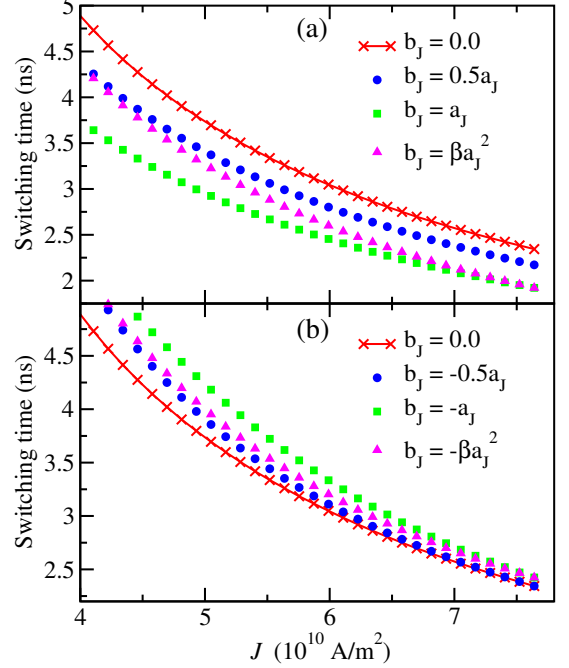 (a)
5
4.5
4
3.5
3
2.5
2
Switching time (ns)
b_J = 0.0
b_J = 0.5a_J
b_J = a_J
b_J = βa_J^2
(b)
4.5
4
3.5
3
2.5
Switching time (ns)
b_J = 0.0
b_J = -0.5a_J
b_J = -a_J
b_J = -βa_J^2
4 5 6 7
J (10^10 A/m^2)